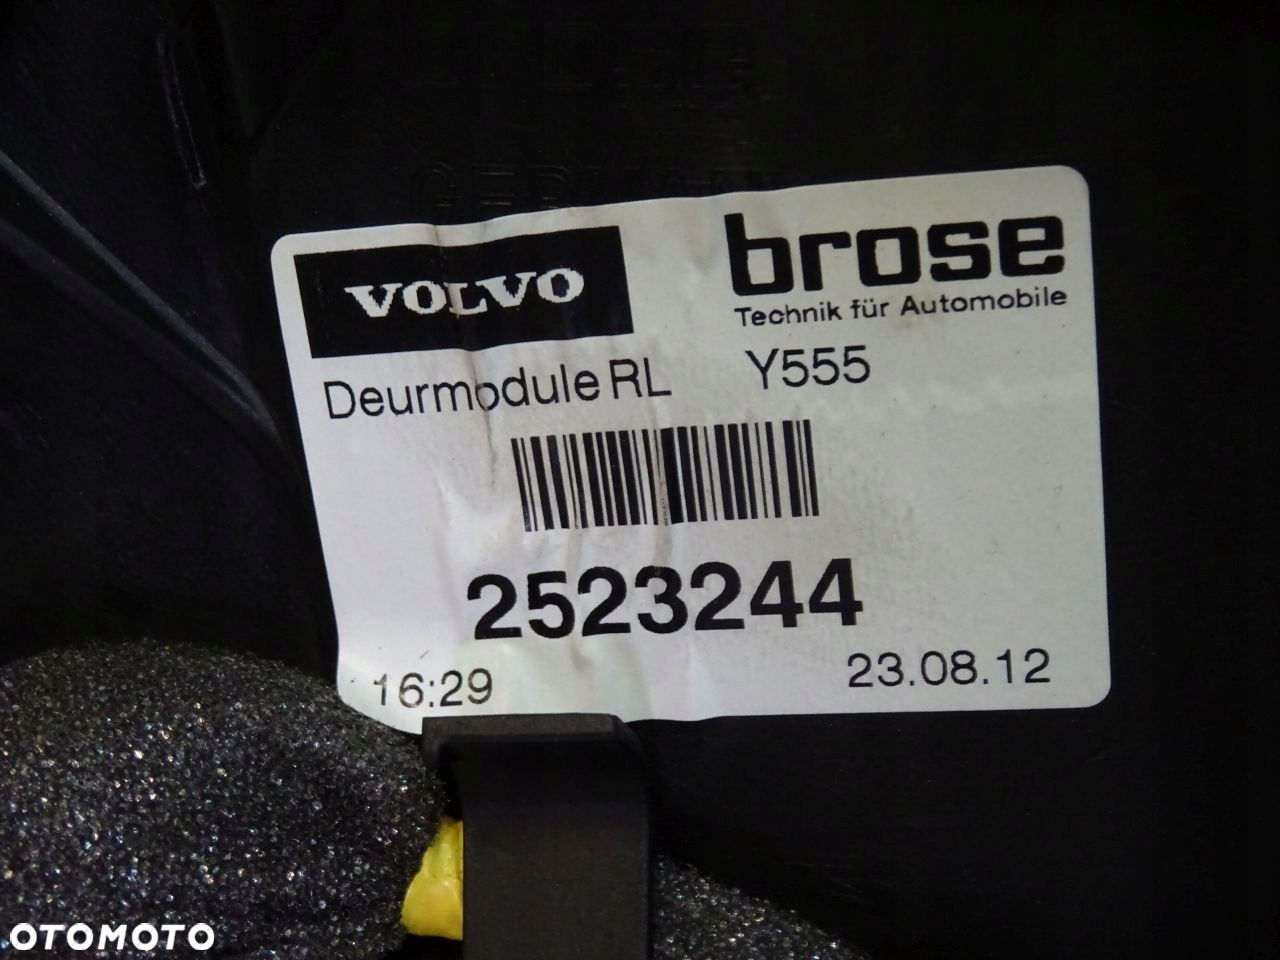 VOLVO
brose
Technik für Automobile
Deurmodule RL Y555
2523244
16:29 23.08.12
OTOMOTO